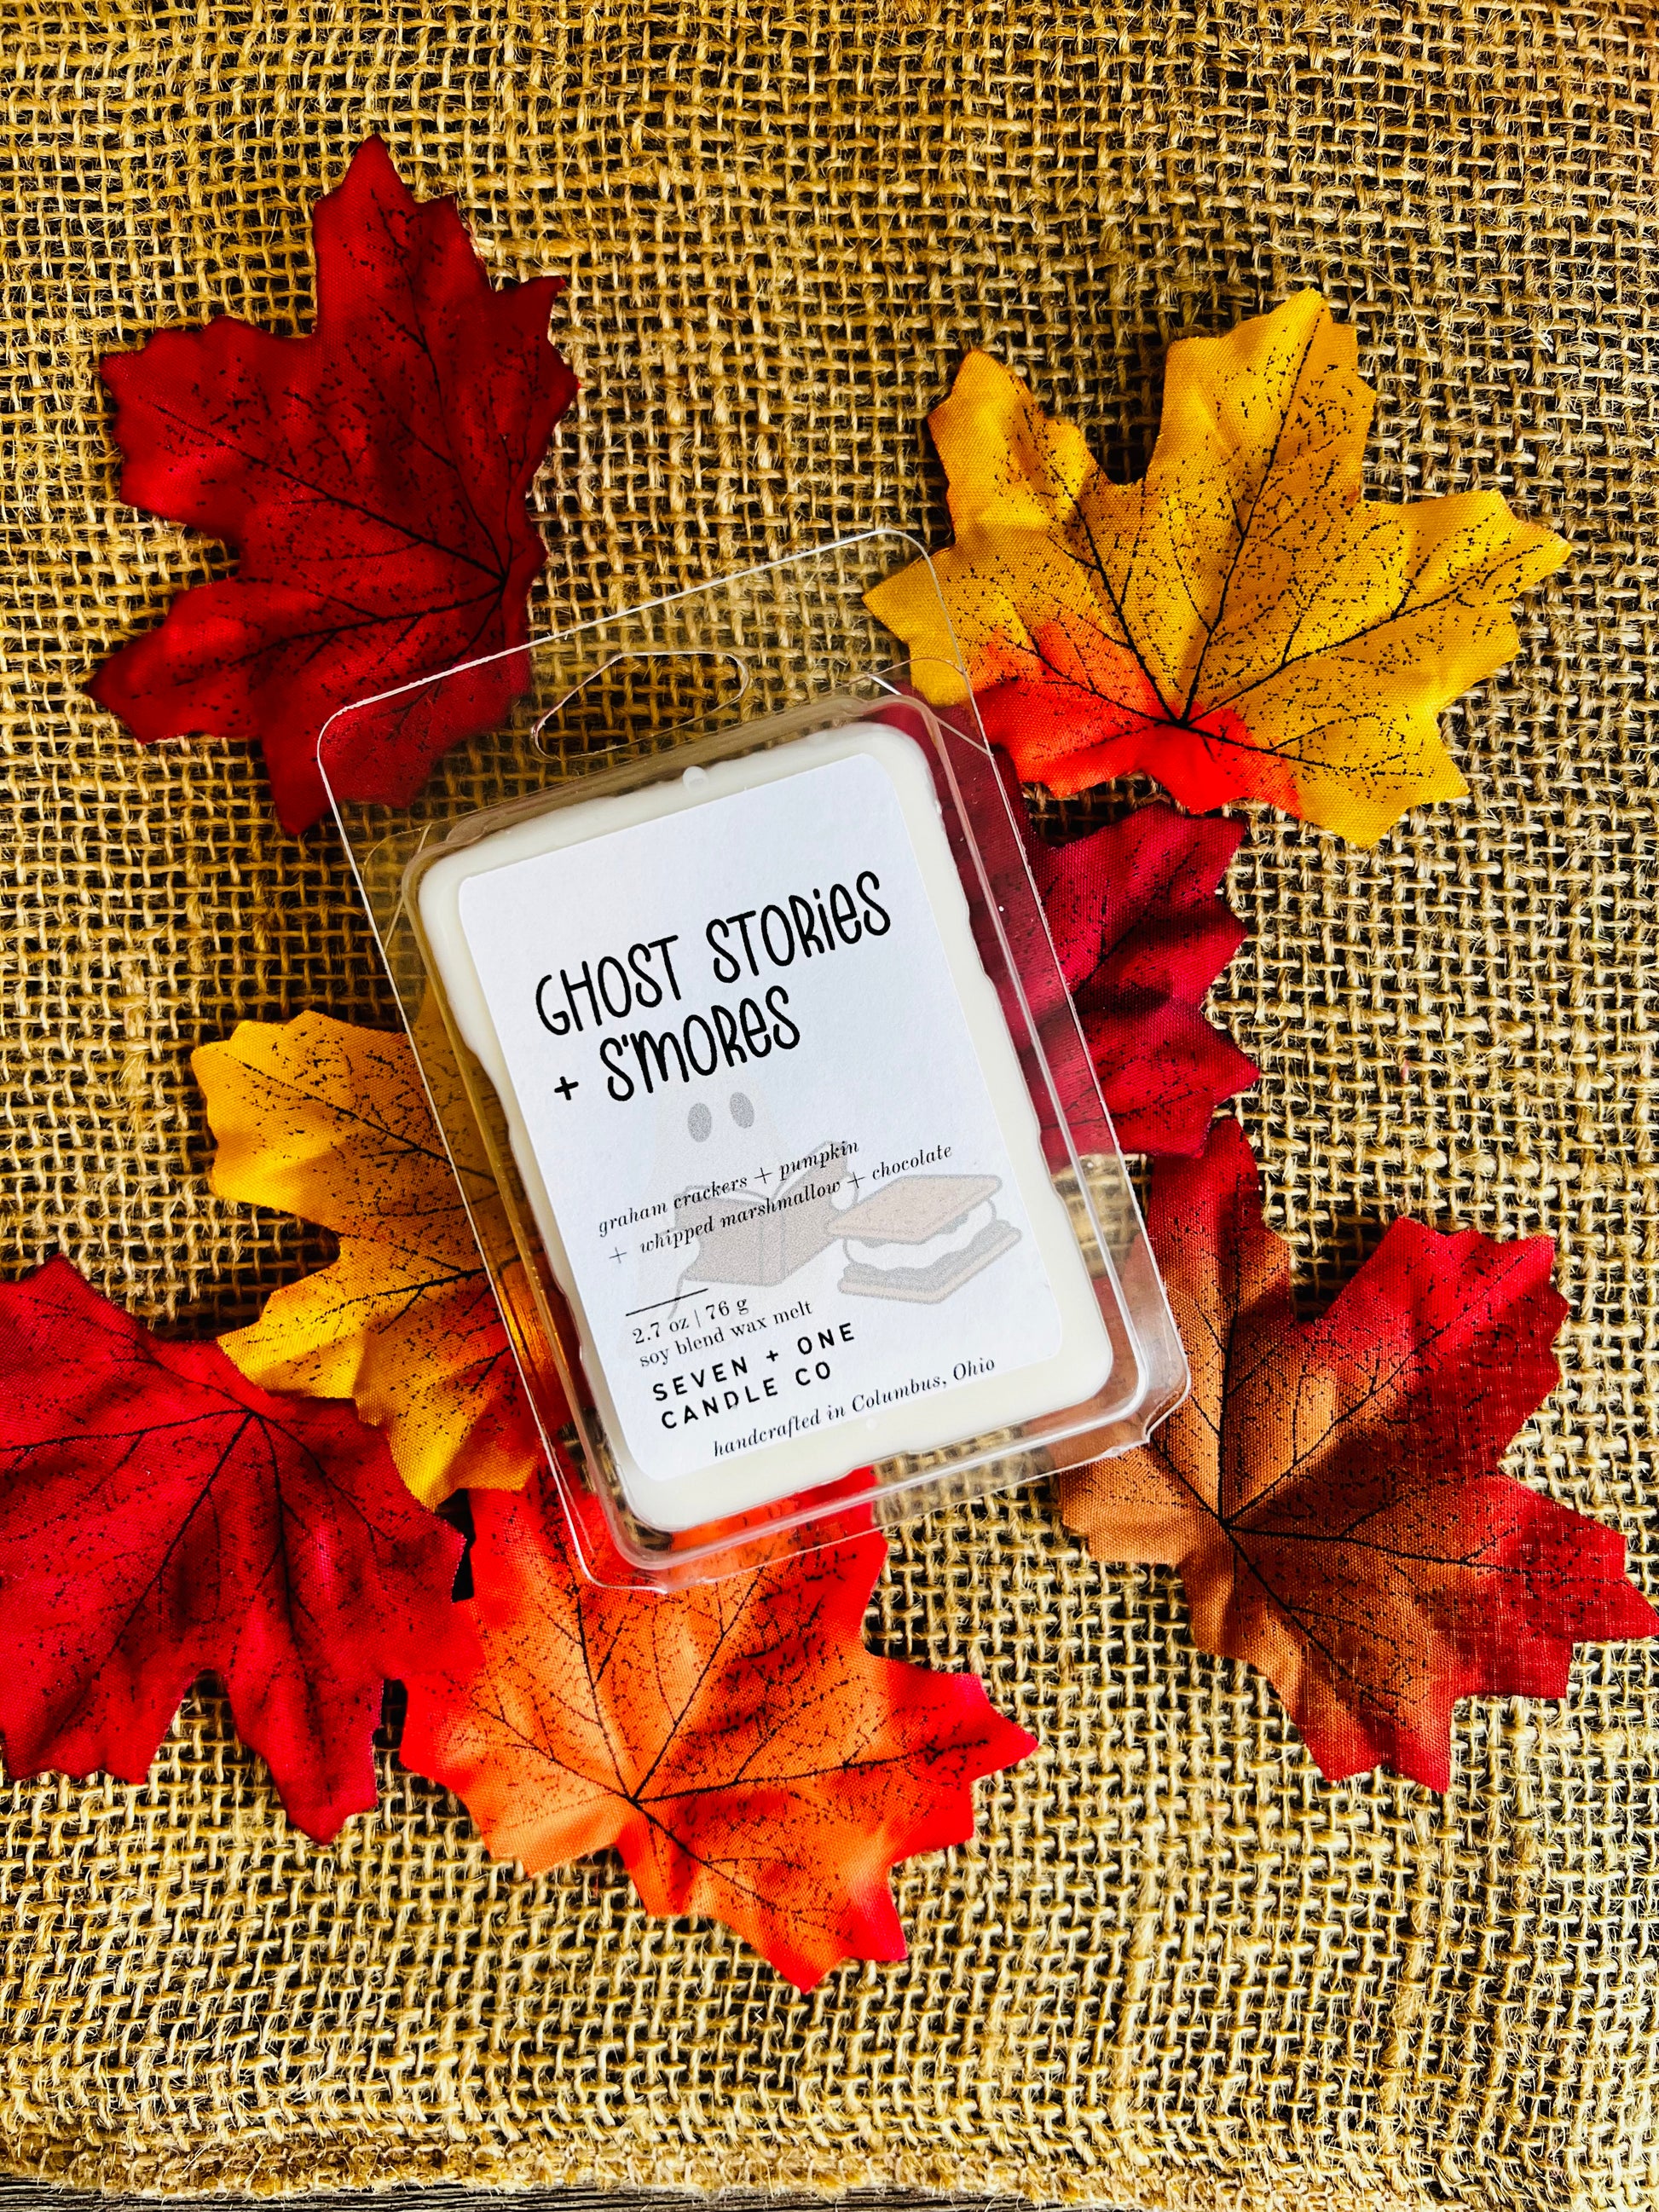 GHOST STORiES
+ S'MORES
graham crackers + pumpkin
+ whipped marshmallow + chocolate
2.7 oz | 76 g
soy blend wax melt
SEVEN + ONE
CANDLE CO
handcrafted in Columbus, Ohio